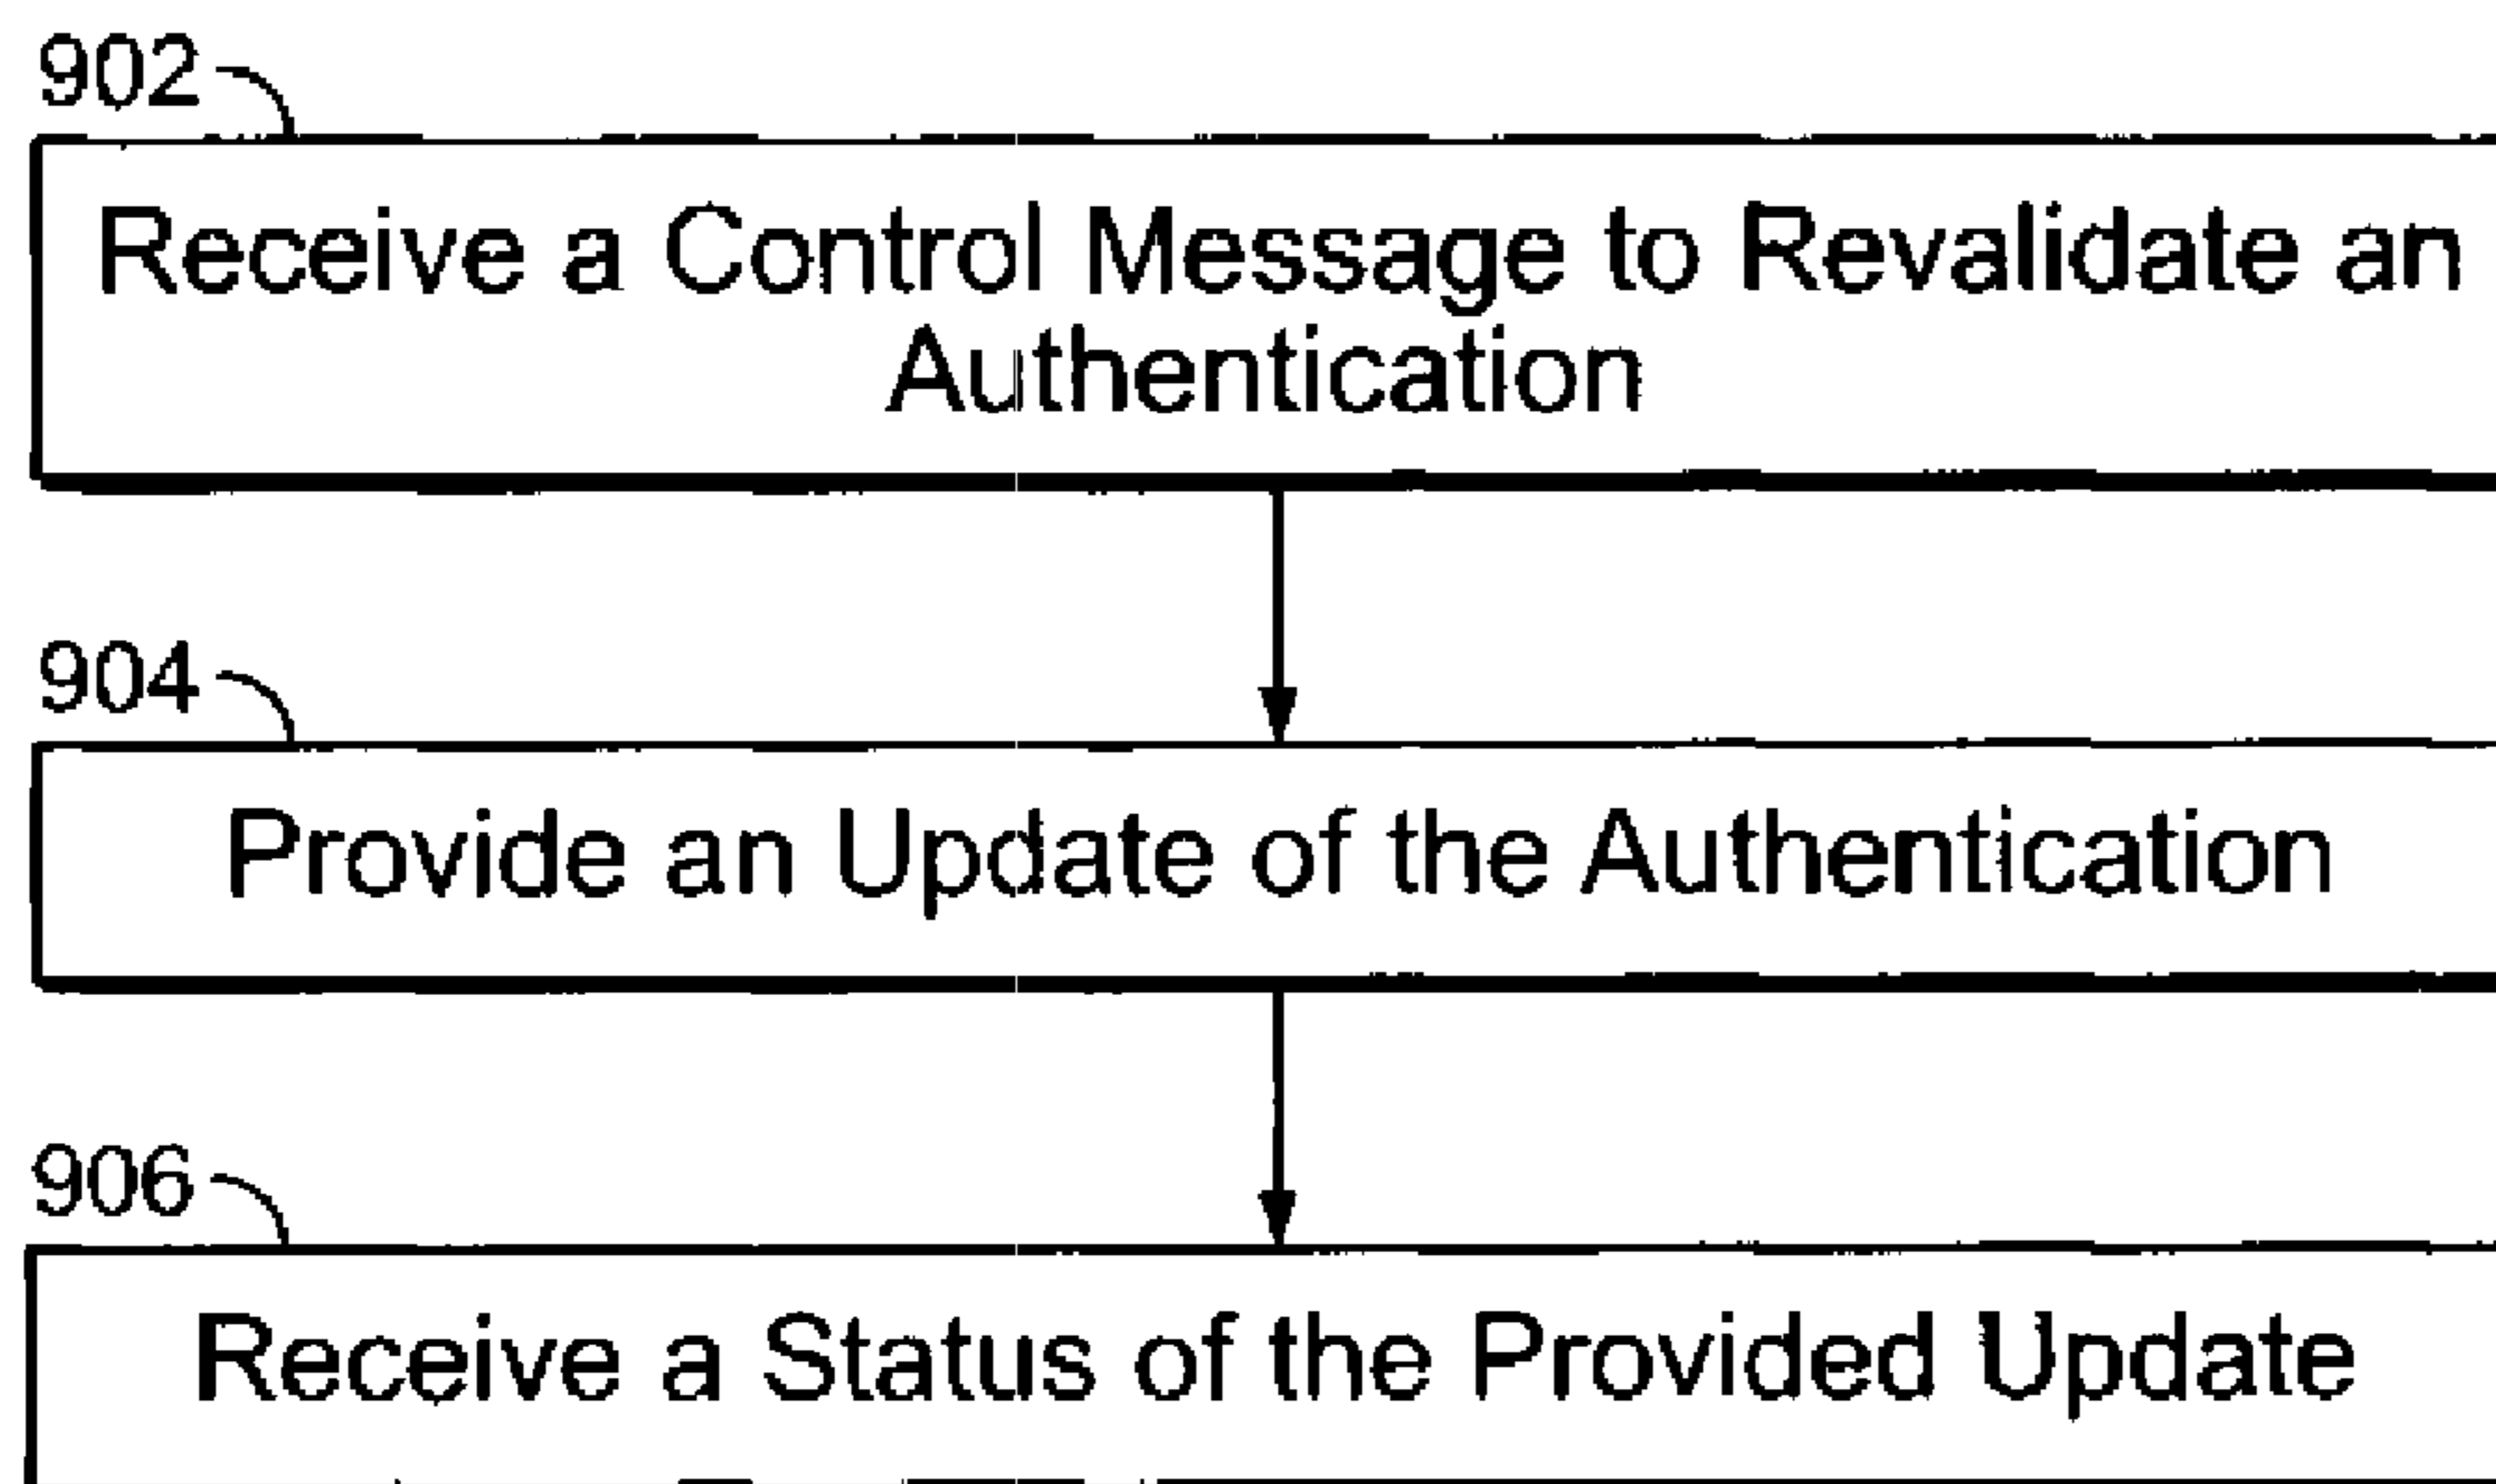 902
Receive a Control Message to Revalidate an
Authentication
904
Provide an Update of the Authentication
906
Receive a Status of the Provided Update